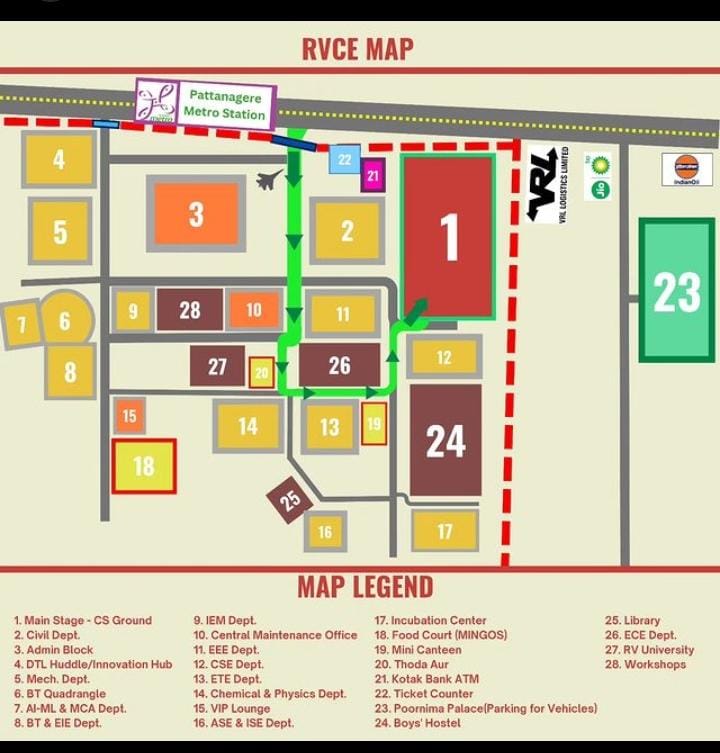 RVCE MAP
Pattanagere
Metro Station
metro
VRL
VRL LOGISTICS LIMITED
bp
Jio
IndianOil
4
22
21
3
1
5
2
23
9
28
10
11
7
6
12
27
20
26
8
15
14
13
19
24
18
25
16
17
MAP LEGEND
1. Main Stage - CS Ground
2. Civil Dept.
3. Admin Block
4. DTL Huddle/Innovation Hub
5. Mech. Dept.
6. BT Quadrangle
7. AI-ML & MCA Dept.
8. BT & EIE Dept.
9. IEM Dept.
10. Central Maintenance Office
11. EEE Dept.
12. CSE Dept.
13. ETE Dept.
14. Chemical & Physics Dept.
15. VIP Lounge
16. ASE & ISE Dept.
17. Incubation Center
18. Food Court (MINGOS)
19. Mini Canteen
20. Thoda Aur
21. Kotak Bank ATM
22. Ticket Counter
23. Poornima Palace(Parking for Vehicles)
24. Boys' Hostel
25. Library
26. ECE Dept.
27. RV University
28. Workshops